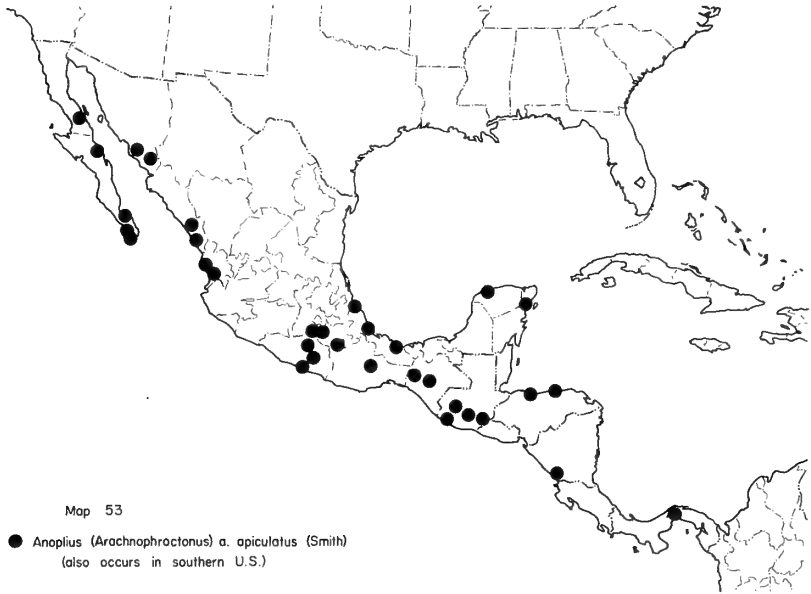 Map 53
Anoplius (Arachnophroctonus) a. apiculatus (Smith)
(also occurs in southern U.S.)